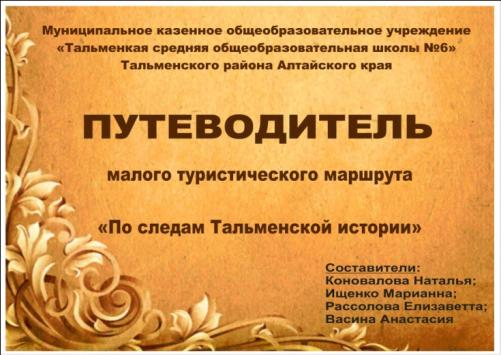 Муниципальное казенное общеобразовательное учреждение
«Тальменкая средняя общеобразовательная школы №6»
Тальменского района Алтайского края
ПУТЕВОДИТЕЛЬ
малого туристического маршрута
«По следам Тальменской истории»
Составители:
Коновалова Наталья;
Ищенко Марианна;
Рассолова Елизаветта;
Васина Анастасия